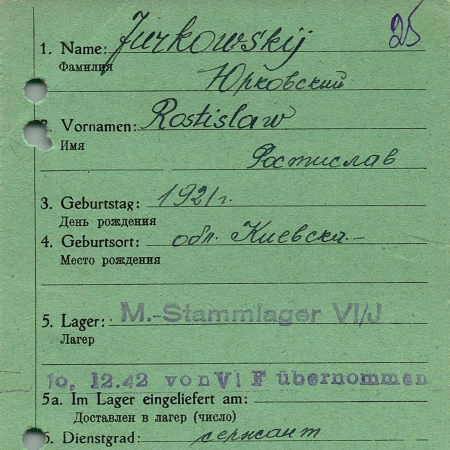 25
1. Name: Jurkowskij
Фамилия Юрковский
2. Vornamen: Rostislaw
Имя Ростислав
3. Geburtstag: 1921 г.
День рождения
4. Geburtsort: обл. Киевска
Место рождения
5. Lager: M.-Stammlager VI/J
Лагерь
10, 12.42 von VI F übernommen
5a. Im Lager eingeliefert am:
Доставлен в лагерь (число)
6. Dienstgrad: сержант